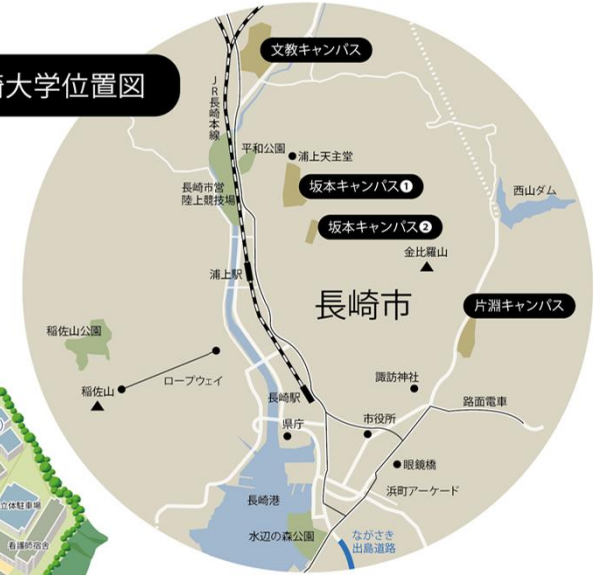 崎大学位置図
文教キャンパス
JR長崎本線
平和公園
浦上天主堂
長崎市営
陸上競技場
坂本キャンパス❶
坂本キャンパス❷
西山ダム
金比羅山
浦上駅
長崎市
片淵キャンパス
稲佐山公園
ロープウェイ
稲佐山
長崎駅
諏訪神社
路面電車
県庁
市役所
眼鏡橋
浜町アーケード
長崎港
水辺の森公園
ながさき
出島道路
立体駐車場
看護師宿舎